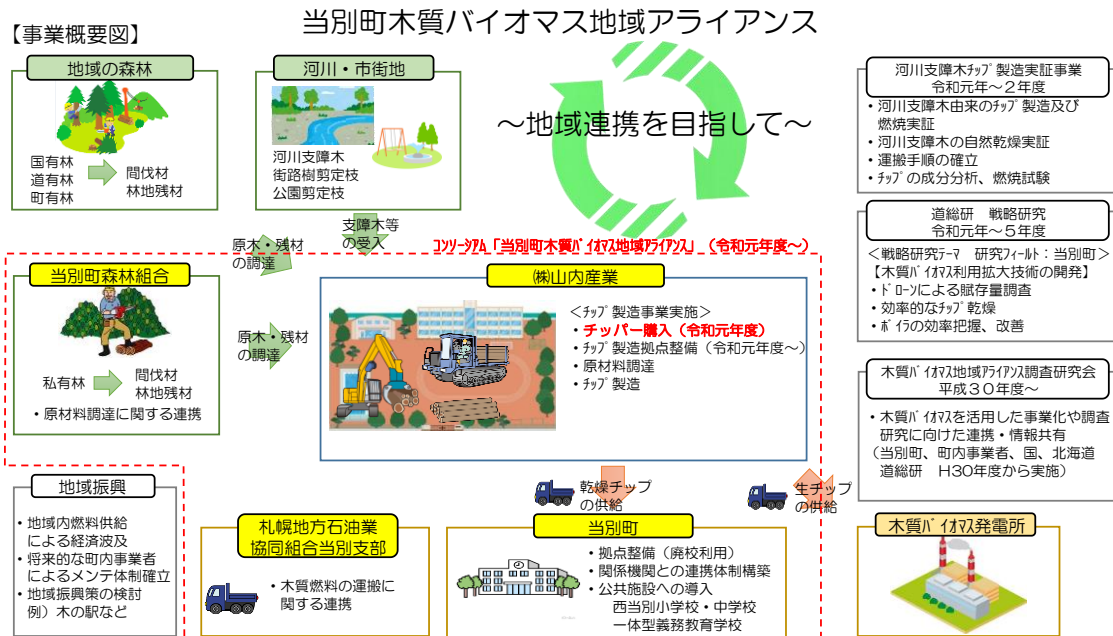 当別町木質バイオマス地域アライアンス
【事業概要図】
～地域連携を目指して～
地域の森林
国有林
道有林
町有林
間伐材
林地残材
河川・市街地
河川支障木
街路樹剪定枝
公園剪定枝
支障木等
の受入
原木・残材
の調達
コンソーシアム「当別町木質バイオマス地域アライアンス」（令和元年度～）
当別町森林組合
私有林
間伐材
林地残材
・原材料調達に関する連携
原木・残材
の調達
㈱山内産業
＜チップ製造事業実施＞
・チッパー購入（令和元年度）
・チップ製造拠点整備（令和元年度～）
・原材料調達
・チップ製造
乾燥チップ
の供給
生チップ
の供給
地域振興
・地域内燃料供給
による経済波及
・将来的な町内事業者
によるメンテ体制確立
・地域振興策の検討
例）木の駅など
札幌地方石油業
協同組合当別支部
・木質燃料の運搬に
関する連携
当別町
・拠点整備（廃校利用）
・関係機関との連携体制構築
・公共施設への導入
西当別小学校・中学校
一体型義務教育学校
木質バイオマス発電所
河川支障木チップ製造実証事業
令和元年～２年度
・河川支障木由来のチップ製造及び
燃焼実証
・河川支障木の自然乾燥実証
・運搬手順の確立
・チップの成分分析、燃焼試験
道総研　戦略研究
令和元年～５年度
＜戦略研究テーマ　研究フィールド：当別町＞
【木質バイオマス利用拡大技術の開発】
・ドローンによる賦存量調査
・効率的なチップ乾燥
・ボイラの効率把握、改善
木質バイオマス地域アライアンス調査研究会
平成３０年度～
・木質バイオマスを活用した事業化や調査
研究に向けた連携・情報共有
（当別町、町内事業者、国、北海道
道総研　H30年度から実施）